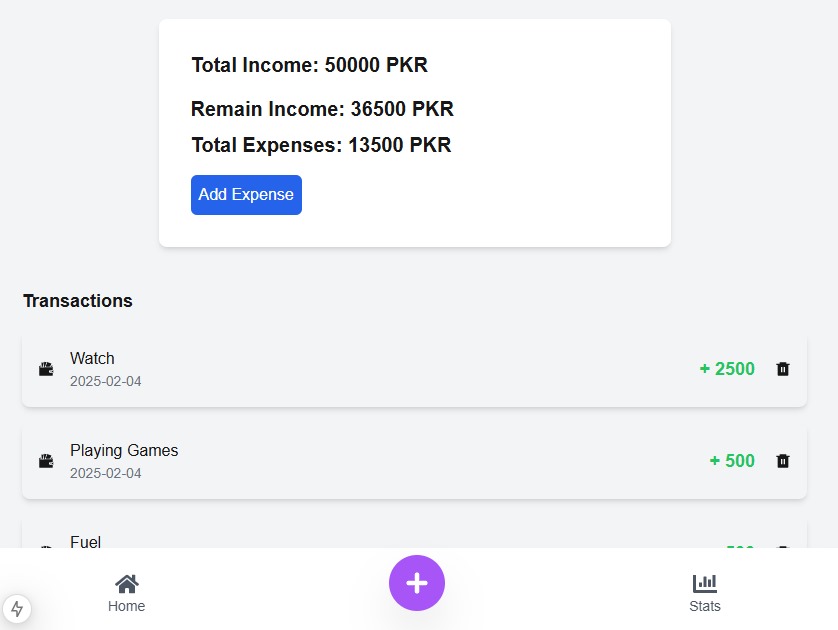 Total Income: 50000 PKR
Remain Income: 36500 PKR
Total Expenses: 13500 PKR
Add Expense
Transactions
Watch
2025-02-04
+ 2500
Playing Games
2025-02-04
+ 500
Fuel
Home
Stats